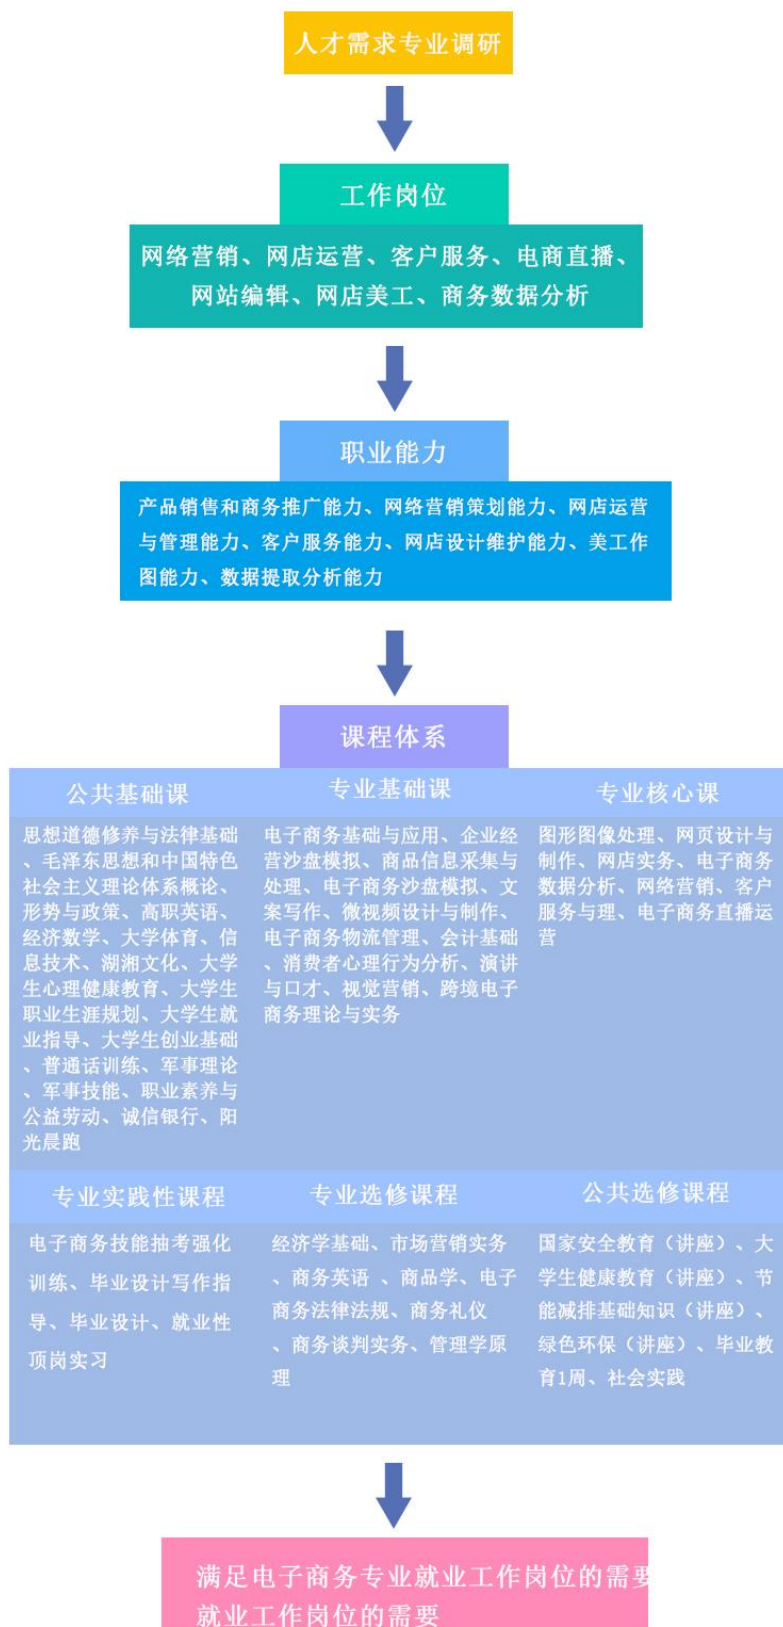 人才需求专业调研
工作岗位
网络营销、网店运营、客户服务、电商直播、
网站编辑、网店美工、商务数据分析
职业能力
产品销售和商务推广能力、网络营销策划能力、网店运营
与管理能力、客户服务能力、网店设计维护能力、美工作
图能力、数据提取分析能力
课程体系
公共基础课
思想道德修养与法律基础
、毛泽东思想和中国特色
社会主义理论体系概论、
形势与政策、高职英语、
经济数学、大学体育、信
息技术、湖湘文化、大学
生心理健康教育、大学生
职业生涯规划、大学生就
业指导、大学生创业基础
、普通话训练、军事理论
、军事技能、职业素养与
公益劳动、诚信银行、阳
光晨跑
专业基础课
电子商务基础与应用、企业经
营沙盘模拟、商品信息采集与
处理、电子商务沙盘模拟、文
案写作、微视频设计与制作、
电子商务物流管理、会计基础
、消费者心理行为分析、演讲
与口才、视觉营销、跨境电子
商务理论与实务
专业核心课
图形图像处理、网页设计与
制作、网店实务、电子商务
数据分析、网络营销、客户
服务与理、电子商务直播运
营
专业实践性课程
电子商务技能抽考强化
训练、毕业设计写作指
导、毕业设计、就业性
顶岗实习
专业选修课程
经济学基础、市场营销实务
、商务英语 、商品学、电子
商务法律法规、商务礼仪
、商务谈判实务、管理学原
理
公共选修课程
国家安全教育（讲座）、大
学生健康教育（讲座）、节
能减排基础知识（讲座）、
绿色环保（讲座）、毕业教
育1周、社会实践
满足电子商务专业就业工作岗位的需要
就业工作岗位的需要